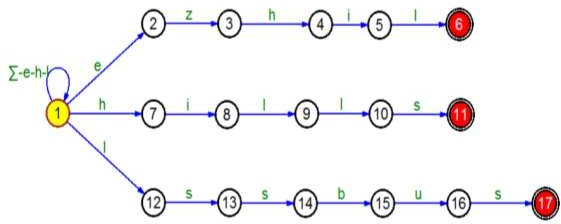 e z h i l
2 3 4 5 6
Σ-e-h-l
1 h 7 i 8 l 9 l 10 s 11
l
12 s 13 s 14 b 15 u 16 s 17